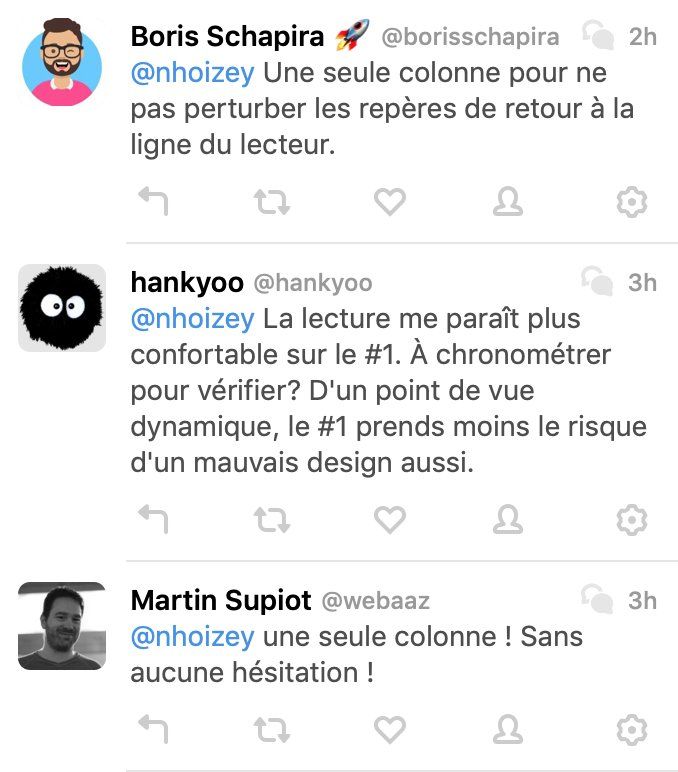 Boris Schapira 🚀 @borisschapira 2h
@nhoizey Une seule colonne pour ne
pas perturber les repères de retour à la
ligne du lecteur.
hankyoo @hankyoo 3h
@nhoizey La lecture me paraît plus
confortable sur le #1. À chronométrer
pour vérifier? D'un point de vue
dynamique, le #1 prends moins le risque
d'un mauvais design aussi.
Martin Supiot @webaaz 3h
@nhoizey une seule colonne ! Sans
aucune hésitation !